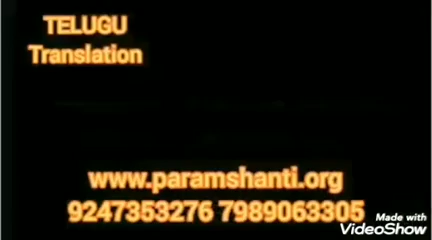 TELUGU
Translation
www.paramshanti.org
9247353276 7989063305
Made with
VideoShow